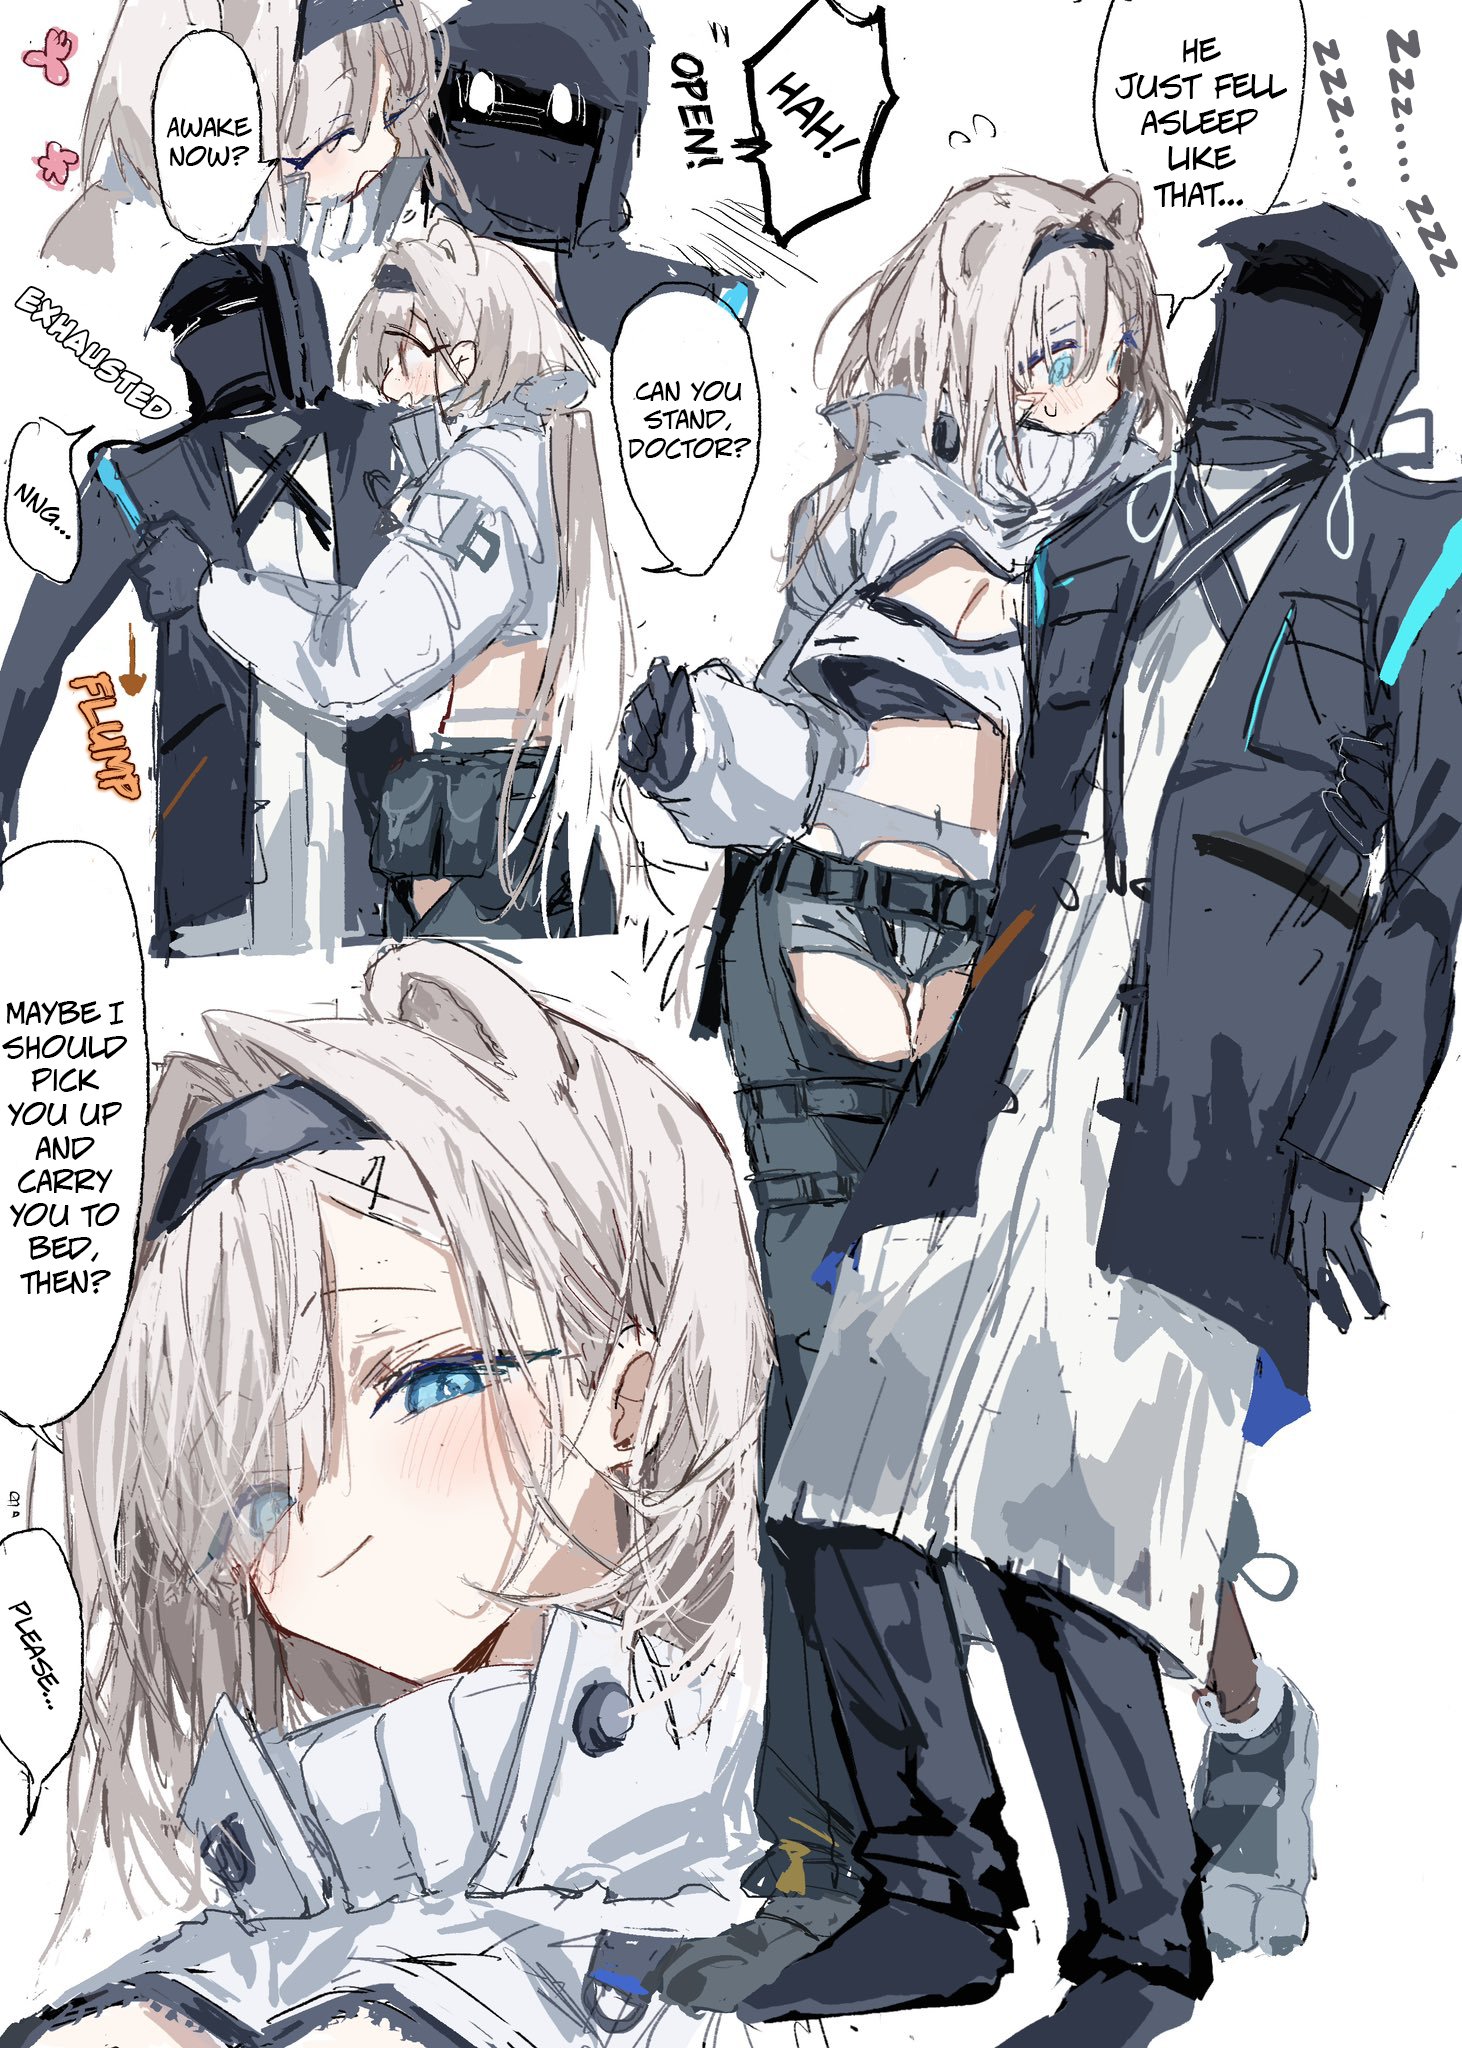 ZZZ.... ZZZ
ZZZ....
HE
JUST FELL
ASLEEP
LIKE
THAT...
HAH!
OPEN!
AWAKE
NOW?
CAN YOU
STAND,
DOCTOR?
EXHAUSTED
NNG...
FLUMP
MAYBE I
SHOULD
PICK
YOU UP
AND
CARRY
YOU TO
BED,
THEN?
PLEASE...